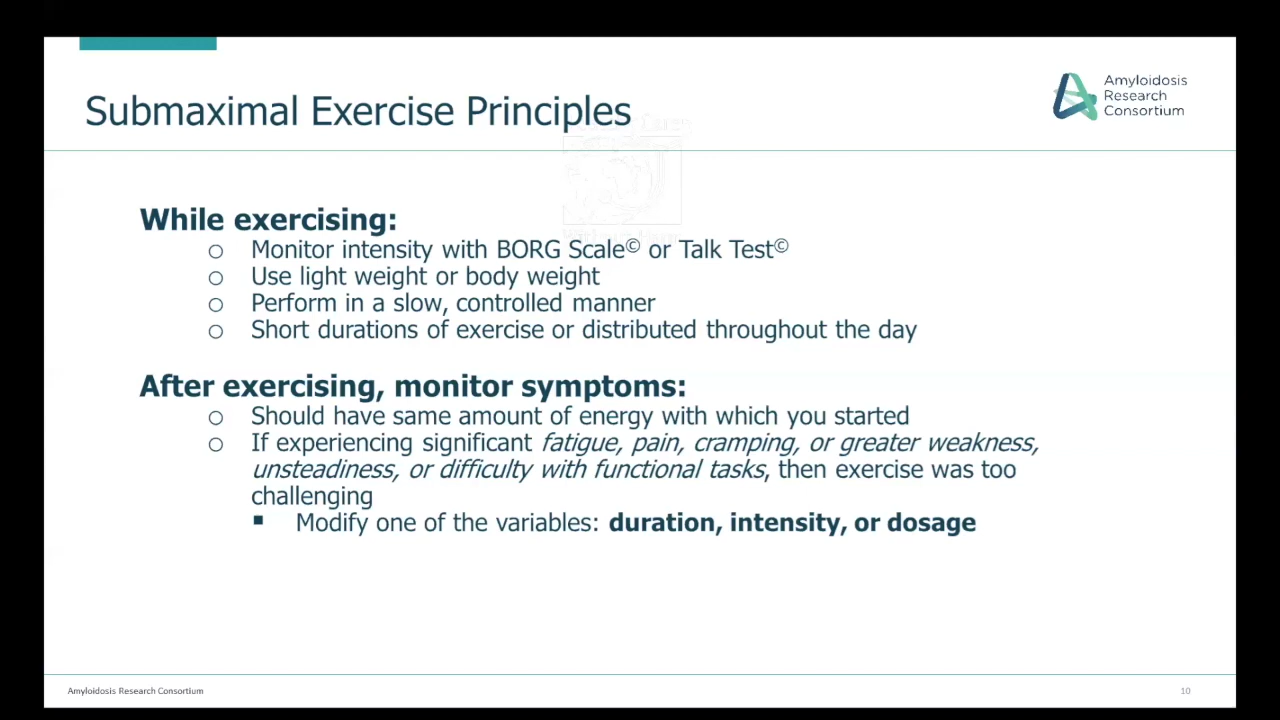 Amyloidosis
Research
Consortium
Submaximal Exercise Principles
While exercising:
○ Monitor intensity with BORG Scale© or Talk Test©
○ Use light weight or body weight
○ Perform in a slow, controlled manner
○ Short durations of exercise or distributed throughout the day
After exercising, monitor symptoms:
○ Should have same amount of energy with which you started
○ If experiencing significant fatigue, pain, cramping, or greater weakness,
unsteadiness, or difficulty with functional tasks, then exercise was too
challenging
▪ Modify one of the variables: duration, intensity, or dosage
Amyloidosis Research Consortium
10